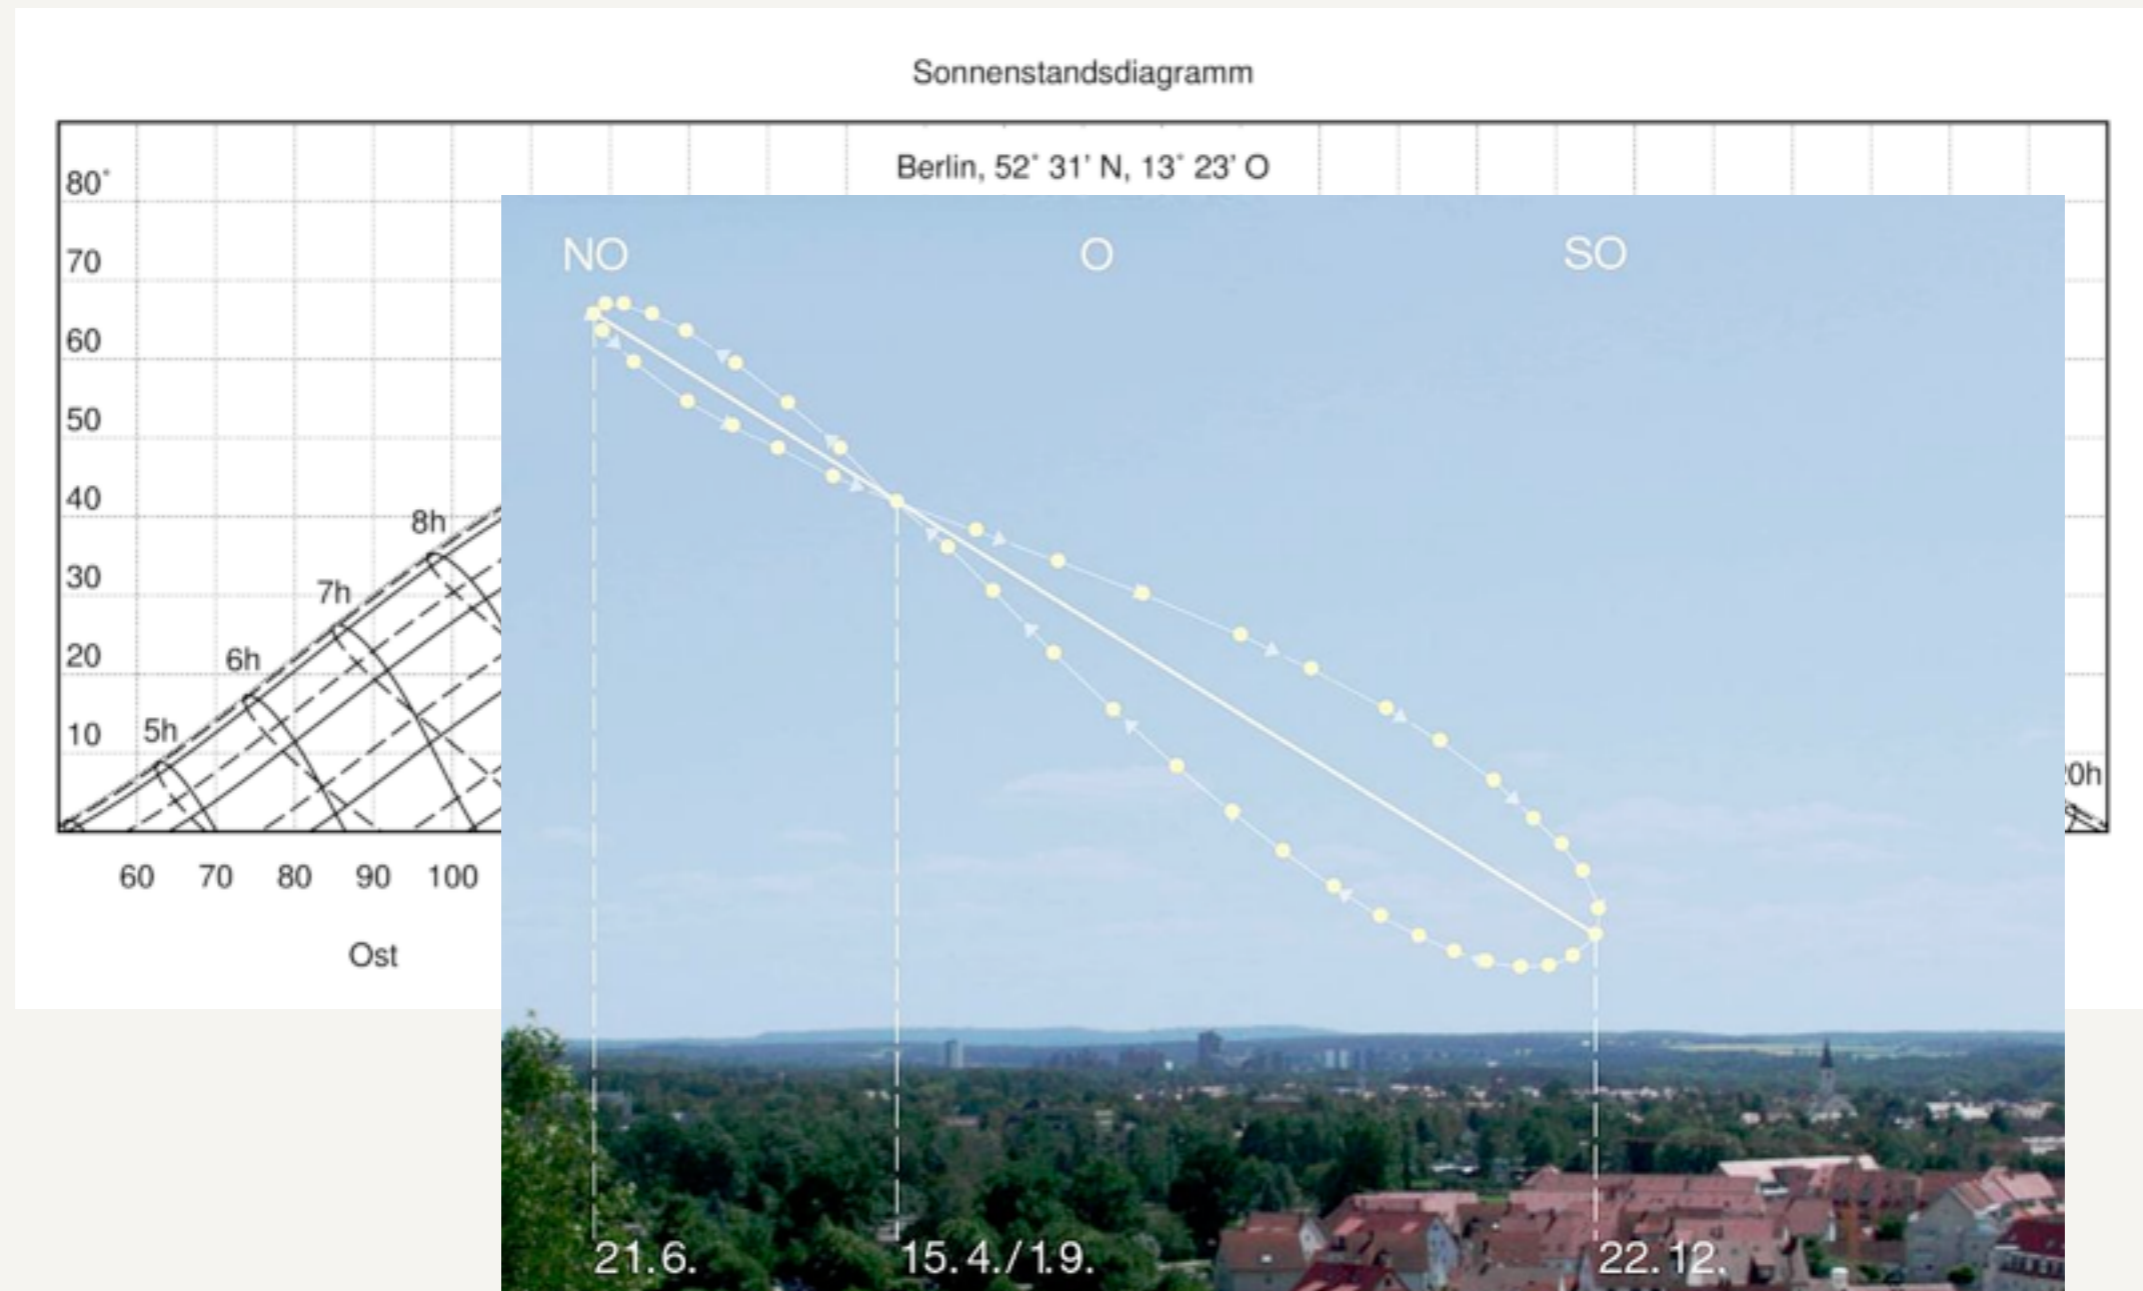 Sonnenstandsdiagramm
Berlin, 52° 31' N, 13° 23' O
80°
70
60
50
40
30
20
10
8h
7h
6h
5h
60 70 80 90 100
Ost
NO O SO
21.6. 15.4./1.9. 22.12.